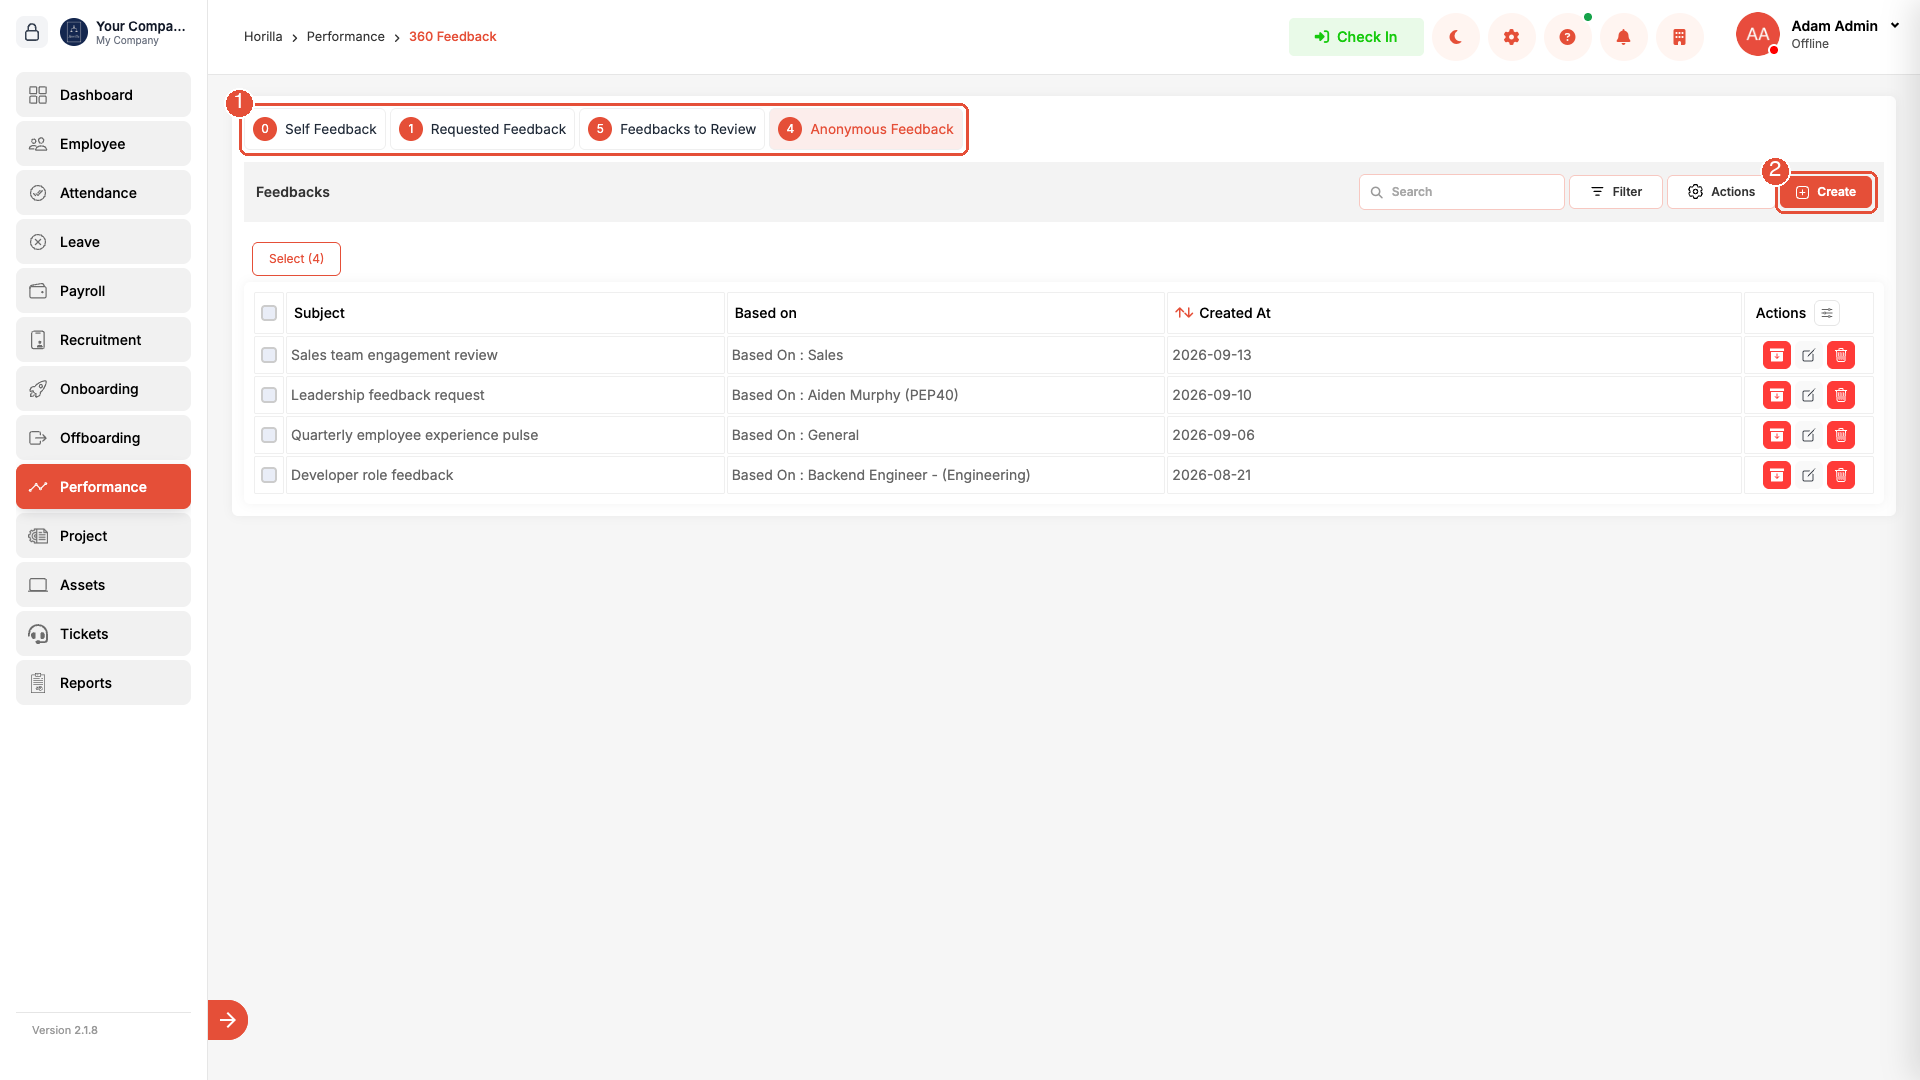 Your Compa...
My Company
Horilla > Performance > 360 Feedback
Check In
AA
Adam Admin
Offline
Dashboard
Employee
Attendance
Leave
Payroll
Recruitment
Onboarding
Offboarding
Performance
Project
Assets
Tickets
Reports
Version 2.1.8
1
0 Self Feedback 1 Requested Feedback 5 Feedbacks to Review 4 Anonymous Feedback
Feedbacks
Search
Filter
Actions
2
Create
Select (4)
Subject Based on Created At Actions
Sales team engagement review Based On : Sales 2026-09-13
Leadership feedback request Based On : Aiden Murphy (PEP40) 2026-09-10
Quarterly employee experience pulse Based On : General 2026-09-06
Developer role feedback Based On : Backend Engineer - (Engineering) 2026-08-21